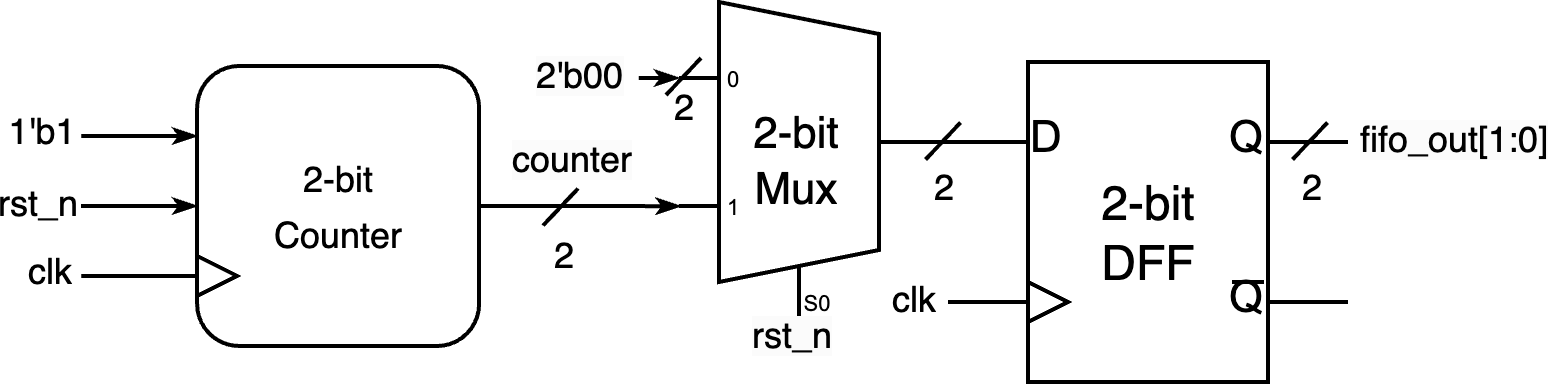 1'b1
rst_n
clk
2-bit
Counter
counter
2
2'b00
2
0
1
2-bit
Mux
S0
rst_n
2
clk
D
Q
2-bit
DFF
Q̅
2
fifo_out[1:0]